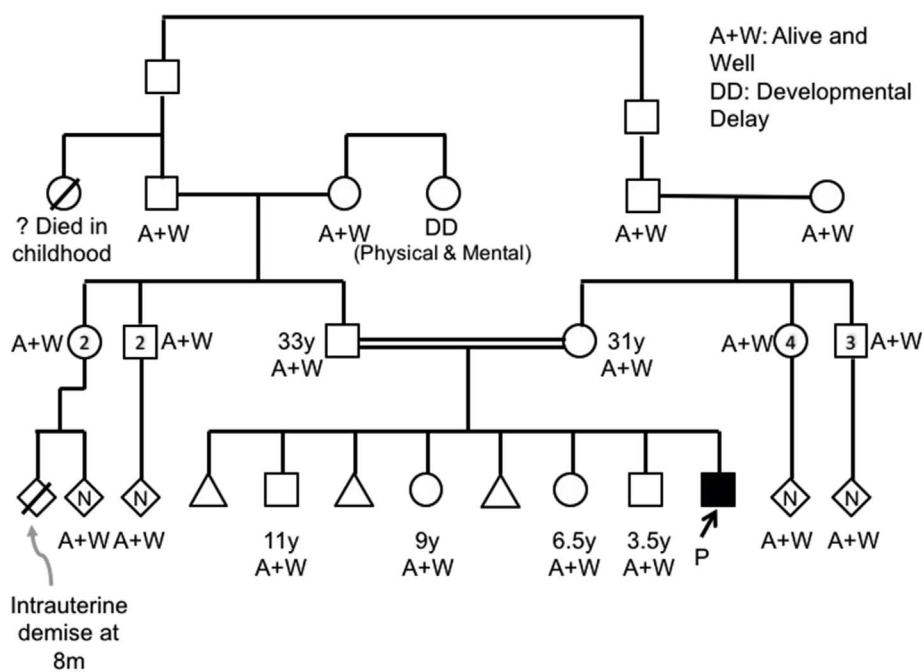 A+W: Alive and
Well
DD: Developmental
Delay
? Died in
childhood
A+W
A+W
DD
(Physical & Mental)
A+W
A+W
A+W
2
2
A+W
33y
A+W
31y
A+W
A+W
4
3
A+W
N
N
N
N
A+W
A+W
11y
A+W
9y
A+W
6.5y
A+W
3.5y
A+W
P
A+W
A+W
Intrauterine
demise at
8m